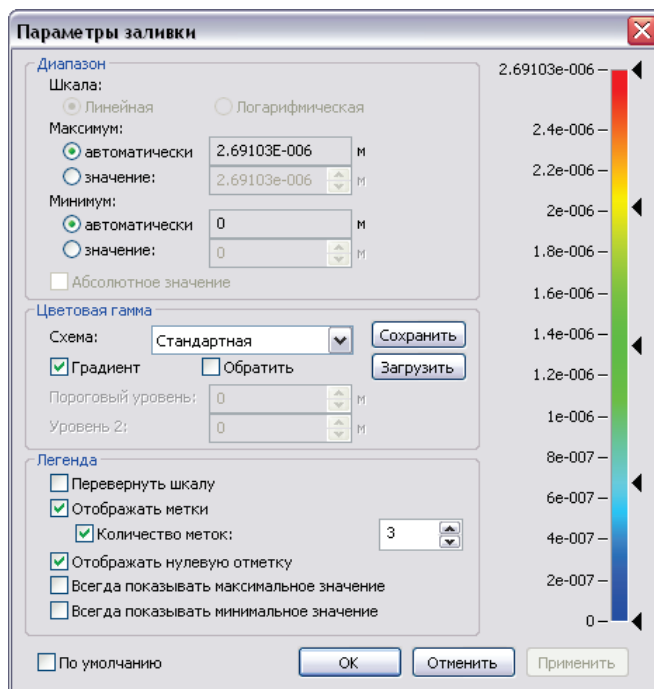 Параметры заливки
Диапазон
Шкала:
Линейная Логарифмическая
Максимум:
автоматически 2.69103E-006 м
значение: 2.69103e-006 м
Минимум:
автоматически 0 м
значение: 0 м
Абсолютное значение
Цветовая гамма
Схема: Стандартная Сохранить
Градиент Обратить Загрузить
Пороговый уровень: 0 м
Уровень 2: 0 м
Легенда
Перевернуть шкалу
Отображать метки
Количество меток: 3
Отображать нулевую отметку
Всегда показывать максимальное значение
Всегда показывать минимальное значение
По умолчанию OK Отменить Применить
2.69103e-006
2.4e-006
2.2e-006
2e-006
1.8e-006
1.6e-006
1.4e-006
1.2e-006
1e-006
8e-007
6e-007
4e-007
2e-007
0